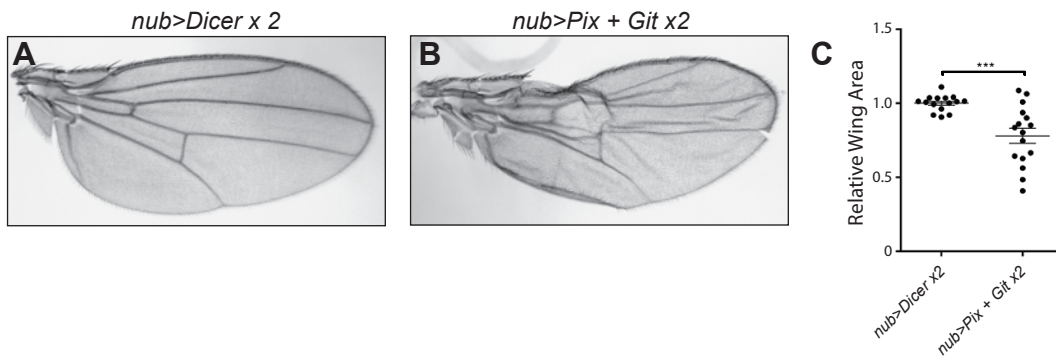 nub>Dicer x 2
nub>Pix + Git x2
A
B
C
Relative Wing Area
1.5
1.0
0.5
0
***
nub>Dicer x2
nub>Pix + Git x2